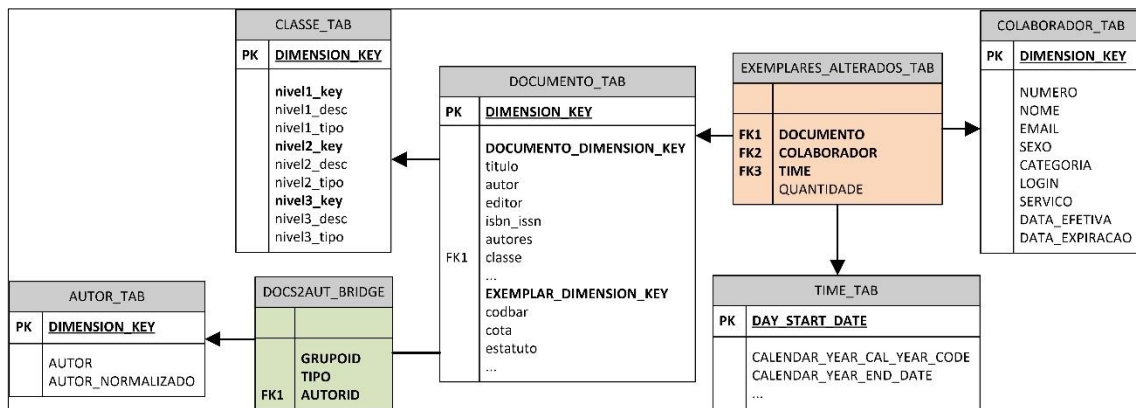 CLASSE_TAB
PK DIMENSION_KEY
nivel1_key
nivel1_desc
nivel1_tipo
nivel2_key
nivel2_desc
nivel2_tipo
nivel3_key
nivel3_desc
nivel3_tipo
DOCUMENTO_TAB
PK DIMENSION_KEY
DOCUMENTO_DIMENSION_KEY
titulo
autor
editor
isbn_issn
autores
FK1 classe
...
EXEMPLAR_DIMENSION_KEY
codbar
cota
estatuto
...
EXEMPLARES_ALTERADOS_TAB
FK1 DOCUMENTO
FK2 COLABORADOR
FK3 TIME
QUANTIDADE
COLABORADOR_TAB
PK DIMENSION_KEY
NUMERO
NOME
EMAIL
SEXO
CATEGORIA
LOGIN
SERVICO
DATA_EFETIVA
DATA_EXPIRACAO
AUTOR_TAB
PK DIMENSION_KEY
AUTOR
AUTOR_NORMALIZADO
DOCS2AUT_BRIDGE
GRUPOID
TIPO
FK1 AUTORID
TIME_TAB
PK DAY_START_DATE
CALENDAR_YEAR_CAL_YEAR_CODE
CALENDAR_YEAR_END_DATE
...